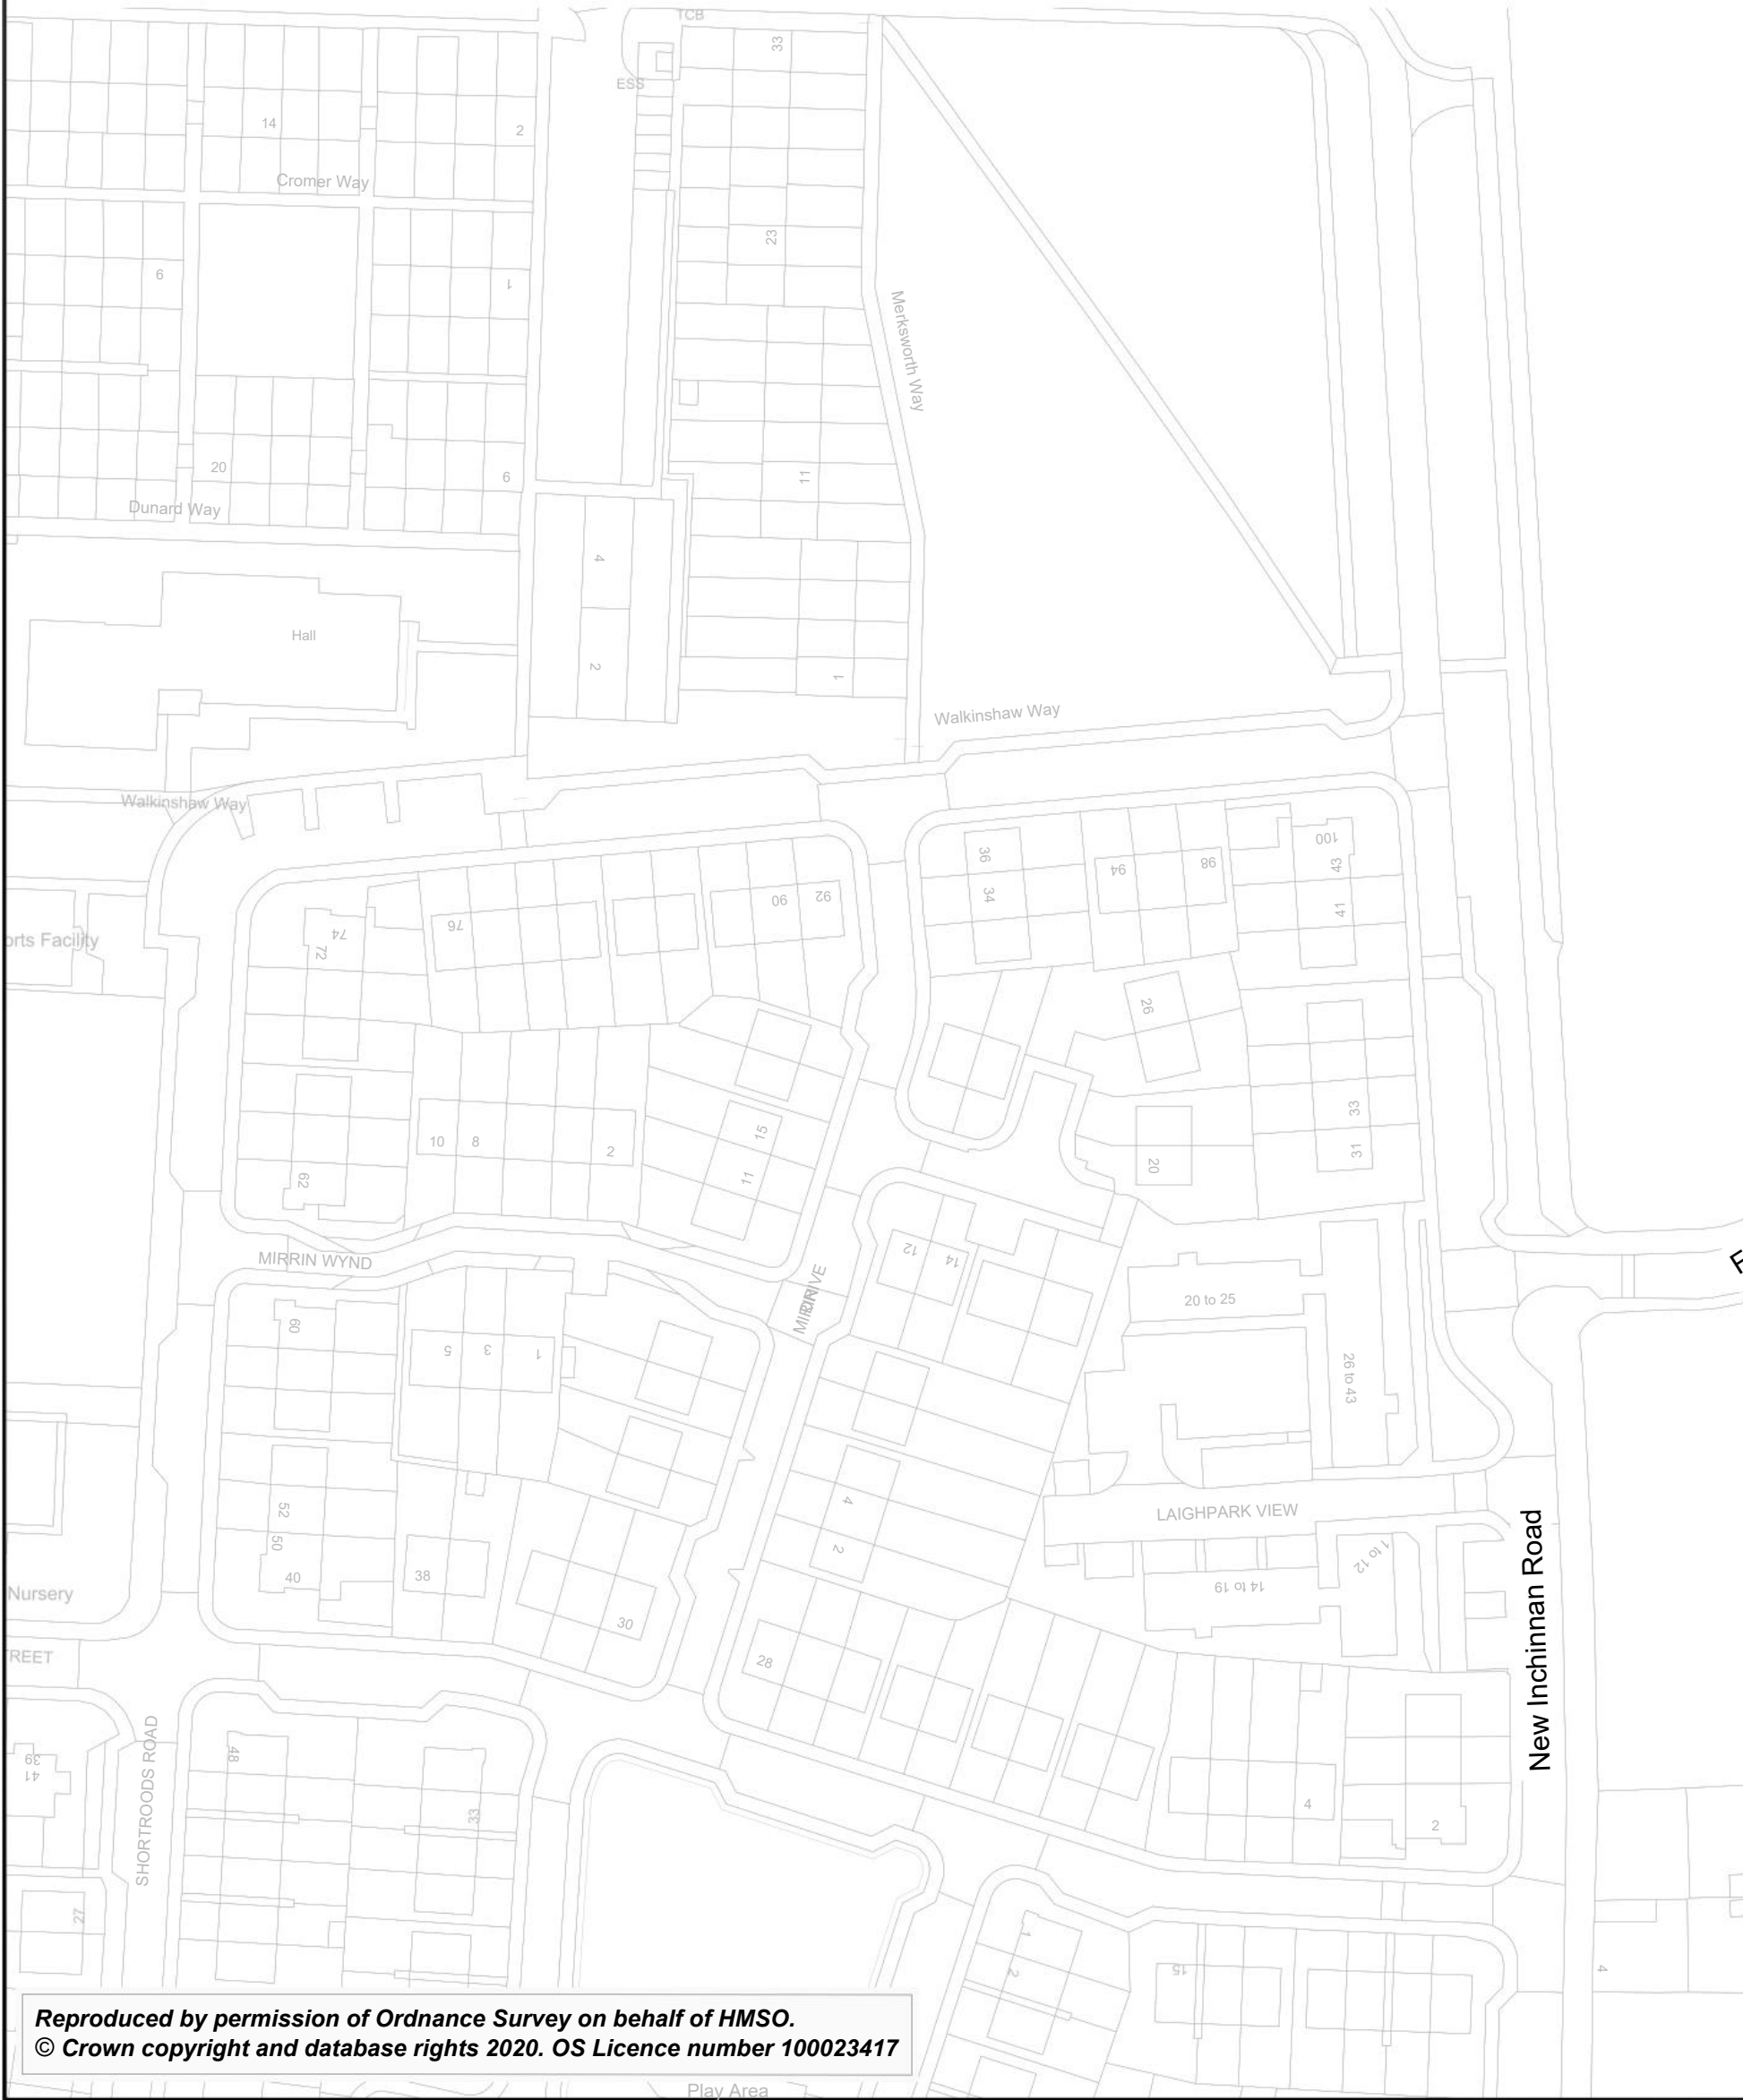 TCB
33
ESS
14
2
Cromer Way
23
6
1
Merksworth Way
20
6
11
Dunard Way
4
Hall
2
1
Walkinshaw Way
Walkinshaw Way
36
34
94
98
100
43
41
orts Facility
74
72
76
90
92
26
10
8
2
15
11
33
31
62
20
MIRRIN WYND
12
14
DRIVE
20 to 25
26 to 43
60
5
3
1
52
50
40
38
30
4
2
LAIGHPARK VIEW
1 to 12
14 to 19
New Inchinnan Road
Nursery
28
REET
SHORTROODS ROAD
48
39
41
33
4
2
27
1
2
15
4
Reproduced by permission of Ordnance Survey on behalf of HMSO.
© Crown copyright and database rights 2020. OS Licence number 100023417
Play Area